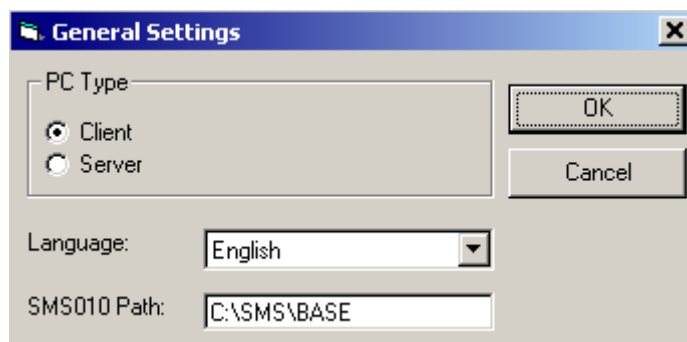 General Settings
PC Type
Client
Server
OK
Cancel
Language: English
SMS010 Path: C:\SMS\BASE